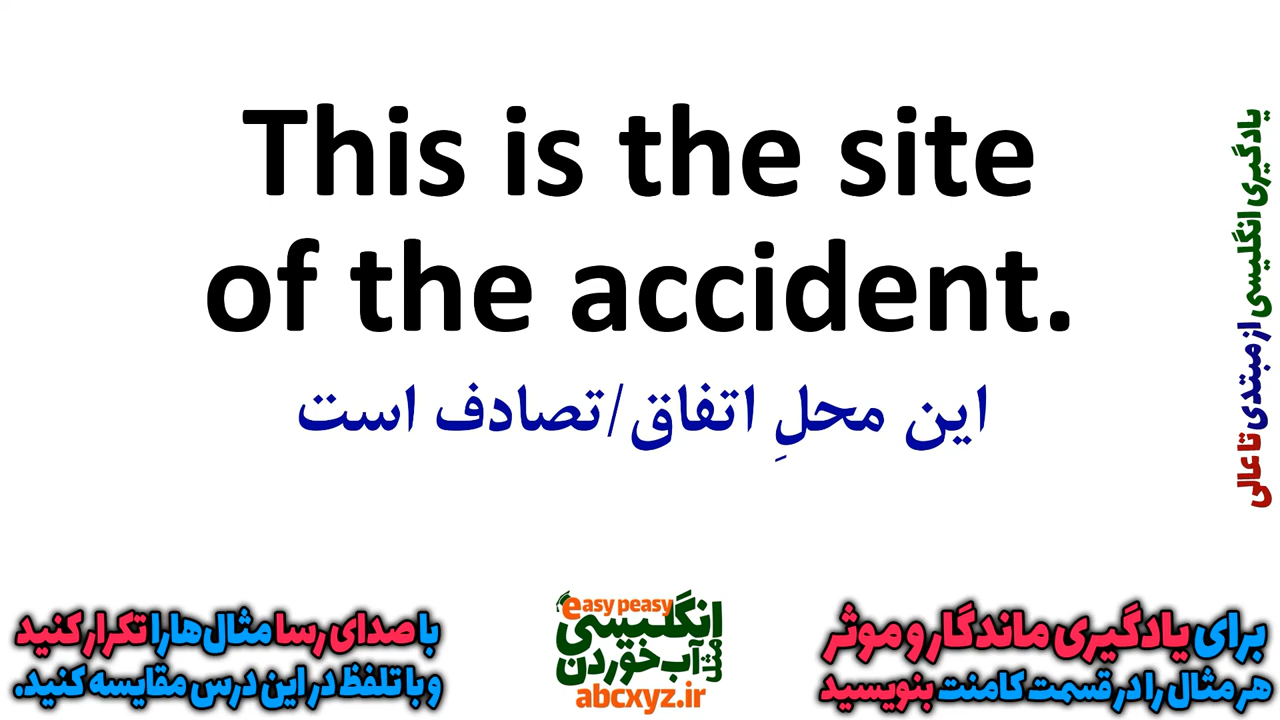 This is the site
of the accident.
این محلِ اتفاق/تصادف است
یادگیری انگلیسی از مبتدی تا عالی
با صدای رسا مثال‌ها را تکرار کنید
و با تلفظ در این درس مقایسه کنید.
easy peasy
انگلیسی
مثل
آب خوردن
abcxyz.ir
برای یادگیری ماندگار و موثر
هر مثال را در قسمت کامنت بنویسید